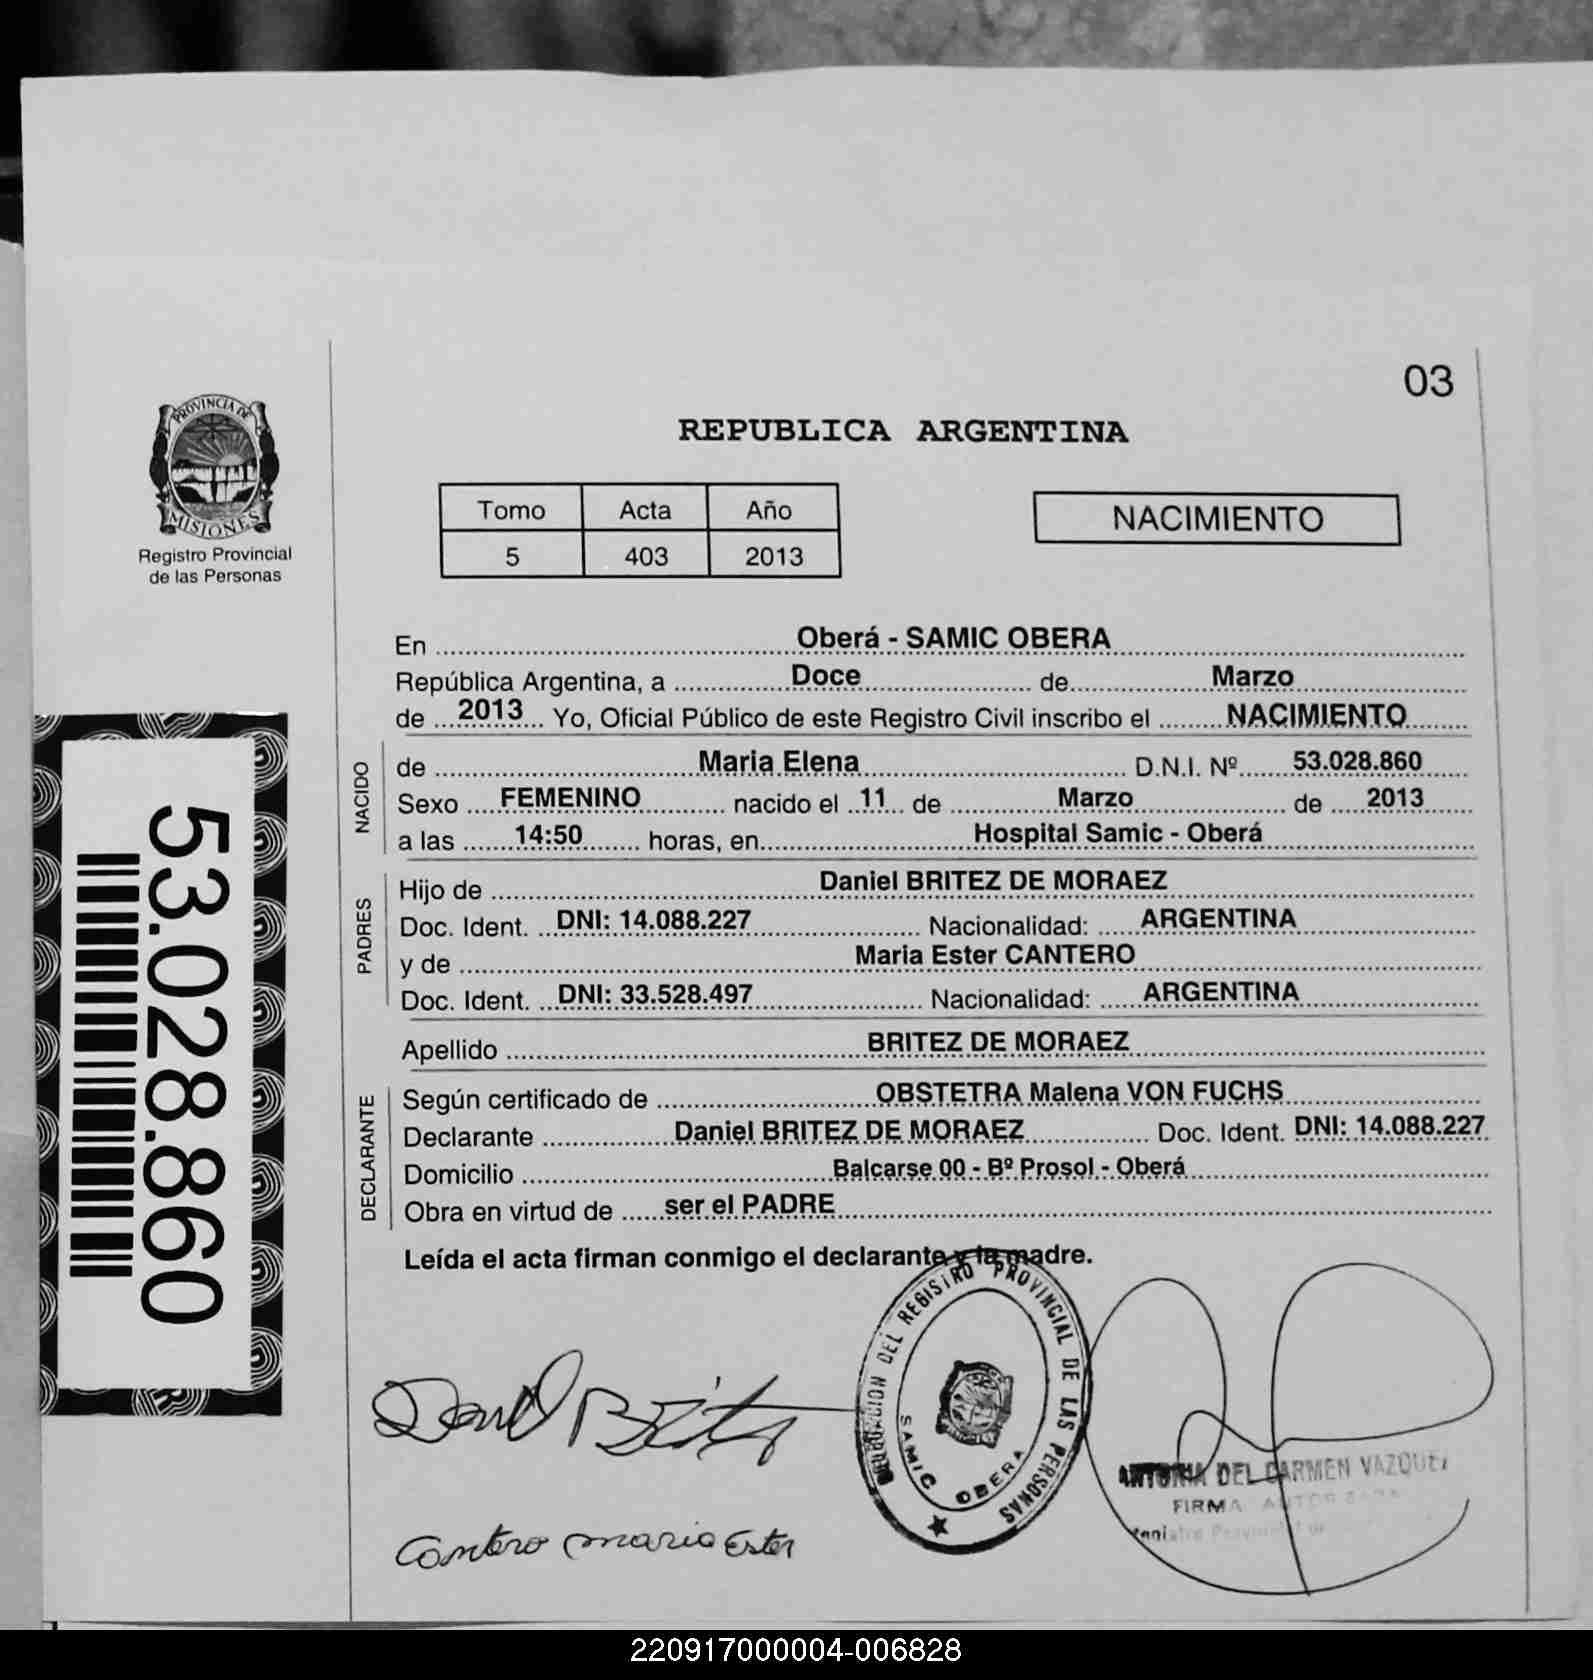 03
REPUBLICA ARGENTINA
PROVINCIA DE
MISIONES
Registro Provincial
de las Personas
Tomo Acta Año
5 403 2013
NACIMIENTO
En Oberá - SAMIC OBERA
República Argentina, a Doce de Marzo
de 2013 Yo, Oficial Público de este Registro Civil inscribo el NACIMIENTO
NACIDO
de Maria Elena D.N.I. Nº 53.028.860
Sexo FEMENINO nacido el 11 de Marzo de 2013
a las 14:50 horas, en Hospital Samic - Oberá
PADRES
Hijo de Daniel BRITEZ DE MORAEZ
Doc. Ident. DNI: 14.088.227 Nacionalidad: ARGENTINA
y de Maria Ester CANTERO
Doc. Ident. DNI: 33.528.497 Nacionalidad: ARGENTINA
Apellido BRITEZ DE MORAEZ
DECLARANTE
Según certificado de OBSTETRA Malena VON FUCHS
Declarante Daniel BRITEZ DE MORAEZ Doc. Ident. DNI: 14.088.227
Domicilio Balcarse 00 - Bº Prosol - Oberá
Obra en virtud de ser el PADRE
Leída el acta firman conmigo el declarante y la madre.
53.028.860
DEL REGISTRO PROVINCIAL DE LAS PERSONAS
SAMIC OBERA
Daniel Britez
Cantero maria Ester
ANTONIA DEL CARMEN VAZQUEZ
FIRMA AUTORIZADA
220917000004-006828